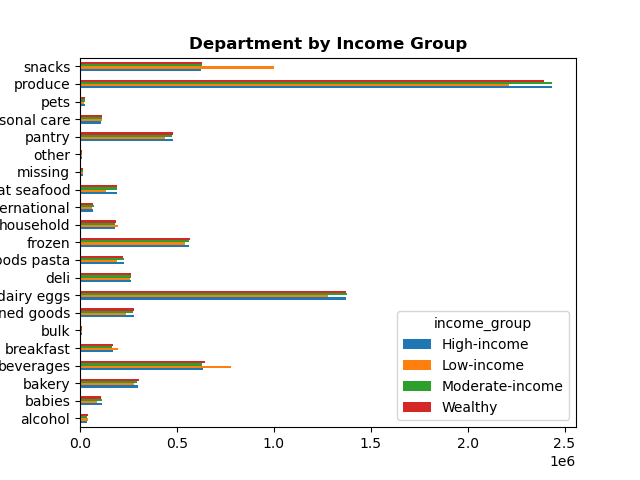 Department by Income Group
snacks
produce
pets
sonal care
pantry
other
missing
at seafood
ernational
household
frozen
oods pasta
deli
dairy eggs
ned goods
bulk
breakfast
beverages
bakery
babies
alcohol
income_group
High-income
Low-income
Moderate-income
Wealthy
0.0 0.5 1.0 1.5 2.0 2.5
1e6